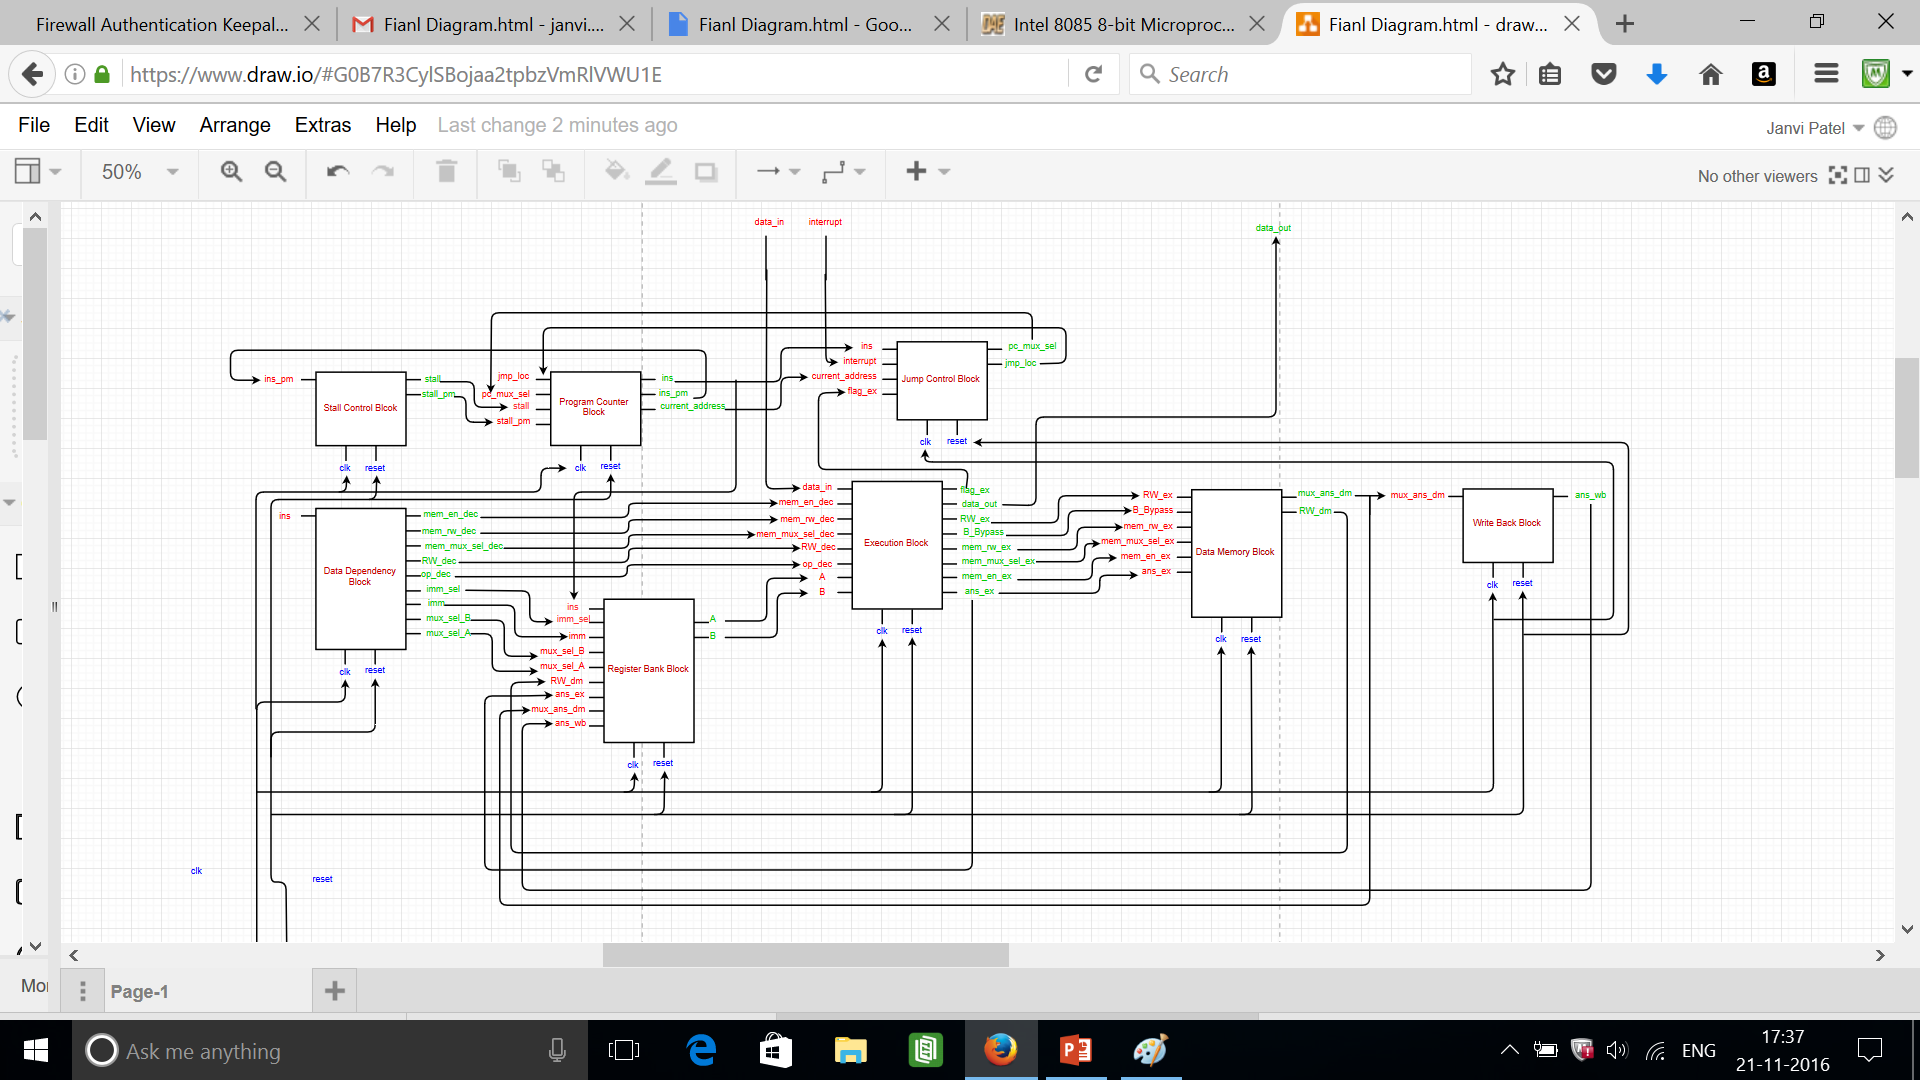 Firewall Authentication Keepal...
Fianl Diagram.html - janvi....
Fianl Diagram.html - Goo...
Intel 8085 8-bit Microproc...
Fianl Diagram.html - draw...
https://www.draw.io/#G0B7R3CylSBojaa2tpbzVmRlVWU1E
Search
File Edit View Arrange Extras Help Last change 2 minutes ago
Janvi Patel
50%
No other viewers
data_in interrupt
data_out
ins_pm
Stall Control Blcok
stall
stall_pm
clk reset
jmp_loc
pc_mux_sel
stall
stall_pm
Program Counter
Block
ins
ins_pm
current_address
clk reset
ins
interrupt
current_address
flag_ex
Jump Control Block
pc_mux_sel
jmp_loc
clk reset
ins
Data Dependency
Block
mem_en_dec
mem_rw_dec
mem_mux_sel_dec
RW_dec
op_dec
imm_sel
imm
mux_sel_B
mux_sel_A
clk reset
ins
imm_sel
imm
mux_sel_B
mux_sel_A
RW_dm
ans_ex
mux_ans_dm
ans_wb
Register Bank Block
A
B
clk reset
data_in
mem_en_dec
mem_rw_dec
mem_mux_sel_dec
RW_dec
op_dec
A
B
Execution Block
flag_ex
data_out
RW_ex
B_Bypass
mem_rw_ex
mem_mux_sel_ex
mem_en_ex
ans_ex
clk reset
RW_ex
B_Bypass
mem_rw_ex
mem_mux_sel_ex
mem_en_ex
ans_ex
Data Memory Blcok
mux_ans_dm
RW_dm
clk reset
mux_ans_dm
Write Back Block
ans_wb
clk reset
clk
reset
Mor
Page-1
Ask me anything
ENG
17:37
21-11-2016